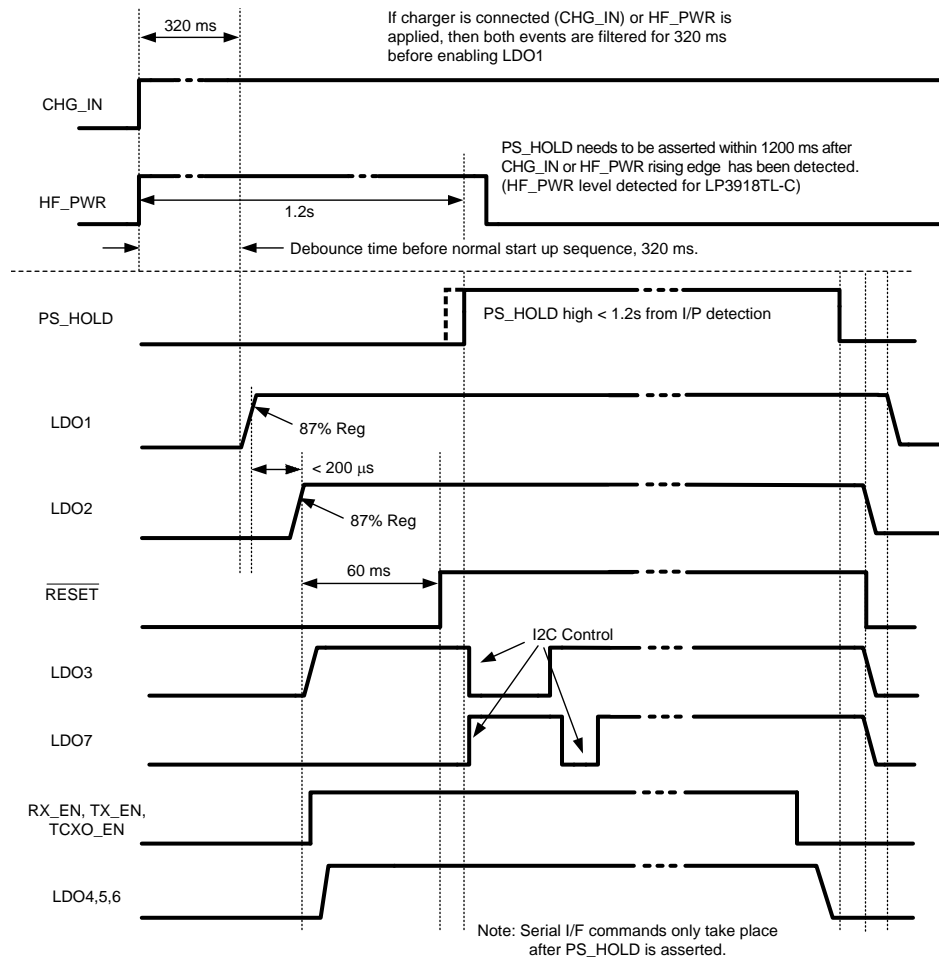 320 ms
If charger is connected (CHG_IN) or HF_PWR is
applied, then both events are filtered for 320 ms
before enabling LDO1
CHG_IN
PS_HOLD needs to be asserted within 1200 ms after
CHG_IN or HF_PWR rising edge has been detected.
(HF_PWR level detected for LP3918TL-C)
HF_PWR
1.2s
Debounce time before normal start up sequence, 320 ms.
PS_HOLD
PS_HOLD high < 1.2s from I/P detection
LDO1
87% Reg
< 200 µs
LDO2
87% Reg
60 ms
RESET
I2C Control
LDO3
LDO7
RX_EN, TX_EN,
TCXO_EN
LDO4,5,6
Note: Serial I/F commands only take place
after PS_HOLD is asserted.